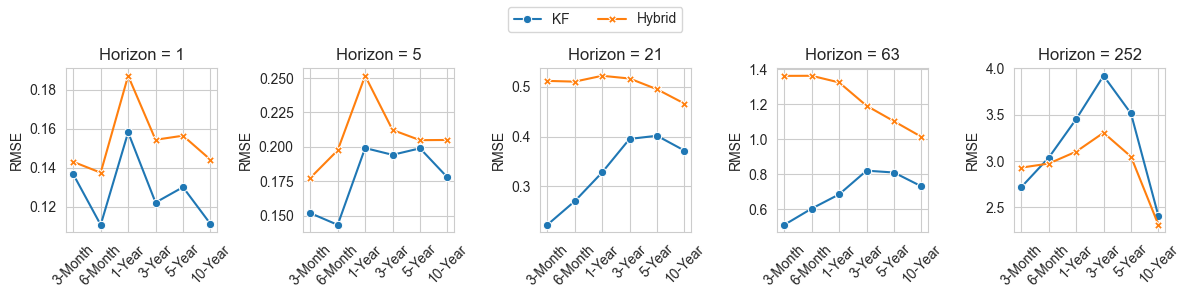 KF Hybrid
Horizon = 1
RMSE
0.18
0.16
0.14
0.12
3-Month
6-Month
1-Year
3-Year
5-Year
10-Year
Horizon = 5
RMSE
0.250
0.225
0.200
0.175
0.150
3-Month
6-Month
1-Year
3-Year
5-Year
10-Year
Horizon = 21
RMSE
0.5
0.4
0.3
3-Month
6-Month
1-Year
3-Year
5-Year
10-Year
Horizon = 63
RMSE
1.4
1.2
1.0
0.8
0.6
3-Month
6-Month
1-Year
3-Year
5-Year
10-Year
Horizon = 252
RMSE
4.0
3.5
3.0
2.5
3-Month
6-Month
1-Year
3-Year
5-Year
10-Year